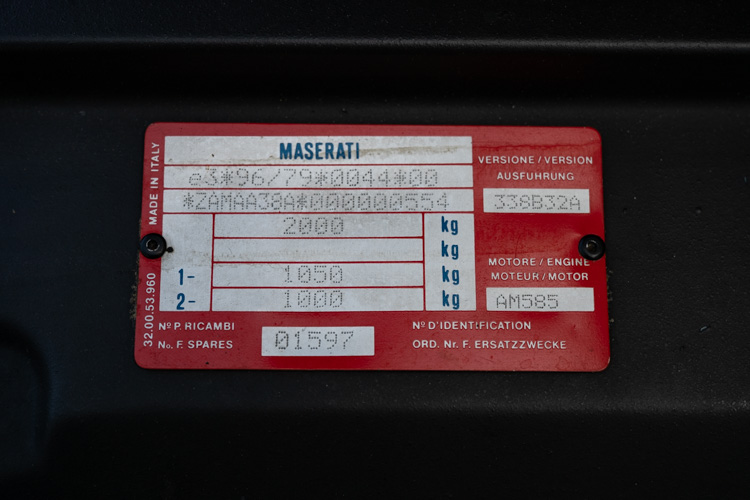 MADE IN ITALY
32.00.53.960
MASERATI
e3*96/79*0044*00
*ZAMAA38A*000000554
2000 kg
kg
1- 1050 kg
2- 1000 kg
VERSIONE / VERSION
AUSFUHRUNG
338B32A
MOTORE / ENGINE
MOTEUR / MOTOR
AM585
Nº P. RICAMBI
No. F. SPARES
01597
Nº D'IDENTIFICATION
ORD. Nr. F. ERSATZZWECKE